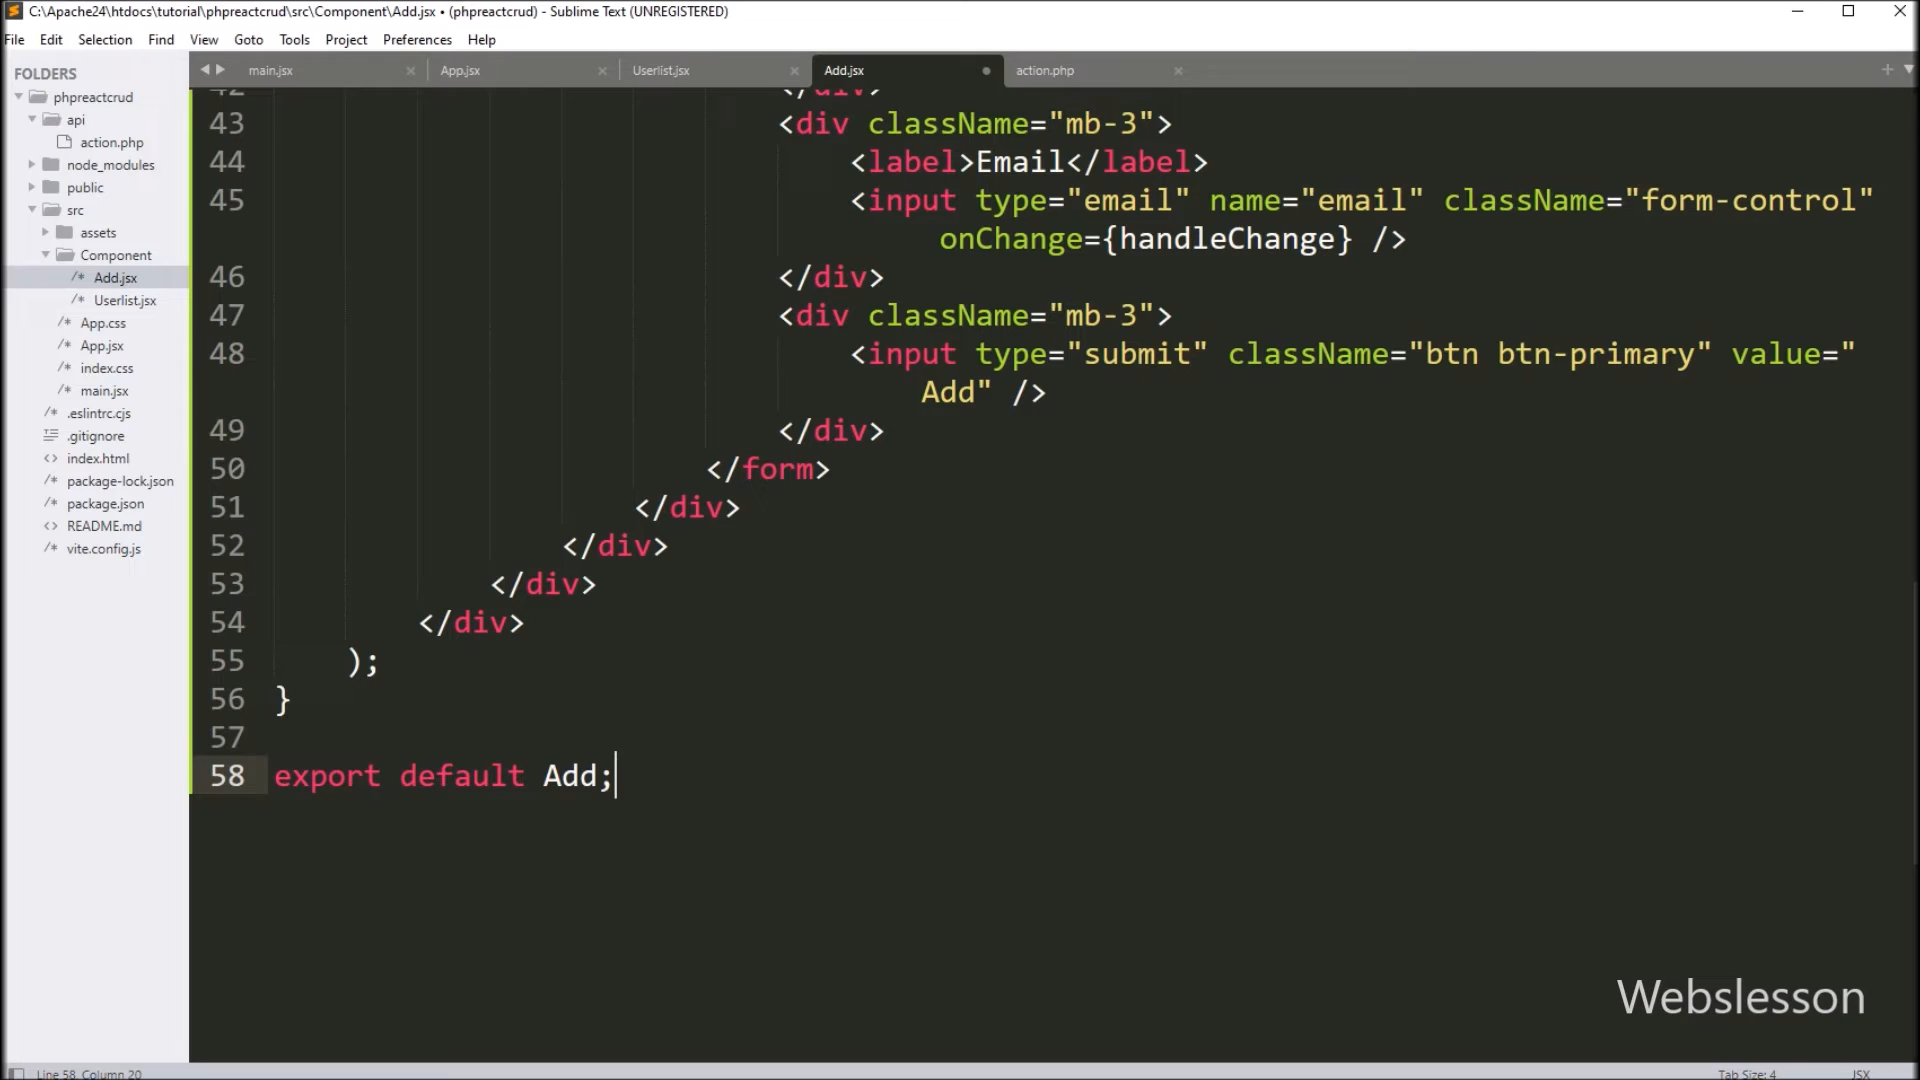 C:\Apache24\htdocs\tutorial\phpreactcrud\src\Component\Add.jsx • (phpreactcrud) - Sublime Text (UNREGISTERED)
File Edit Selection Find View Goto Tools Project Preferences Help
FOLDERS
phpreactcrud
api
action.php
node_modules
public
src
assets
Component
/* Add.jsx
/* Userlist.jsx
/* App.css
/* App.jsx
/* index.css
/* main.jsx
/* .eslintrc.cjs
.gitignore
<> index.html
/* package-lock.json
/* package.json
<> README.md
/* vite.config.js
main.jsx × App.jsx × Userlist.jsx × Add.jsx • action.php ×
42 </div>
43 <div className="mb-3">
44 <label>Email</label>
45 <input type="email" name="email" className="form-control"
onChange={handleChange} />
46 </div>
47 <div className="mb-3">
48 <input type="submit" className="btn btn-primary" value="
Add" />
49 </div>
50 </form>
51 </div>
52 </div>
53 </div>
54 </div>
55 );
56 }
57
58 export default Add;
Webslesson
Line 58, Column 20
Tab Size: 4 JSX